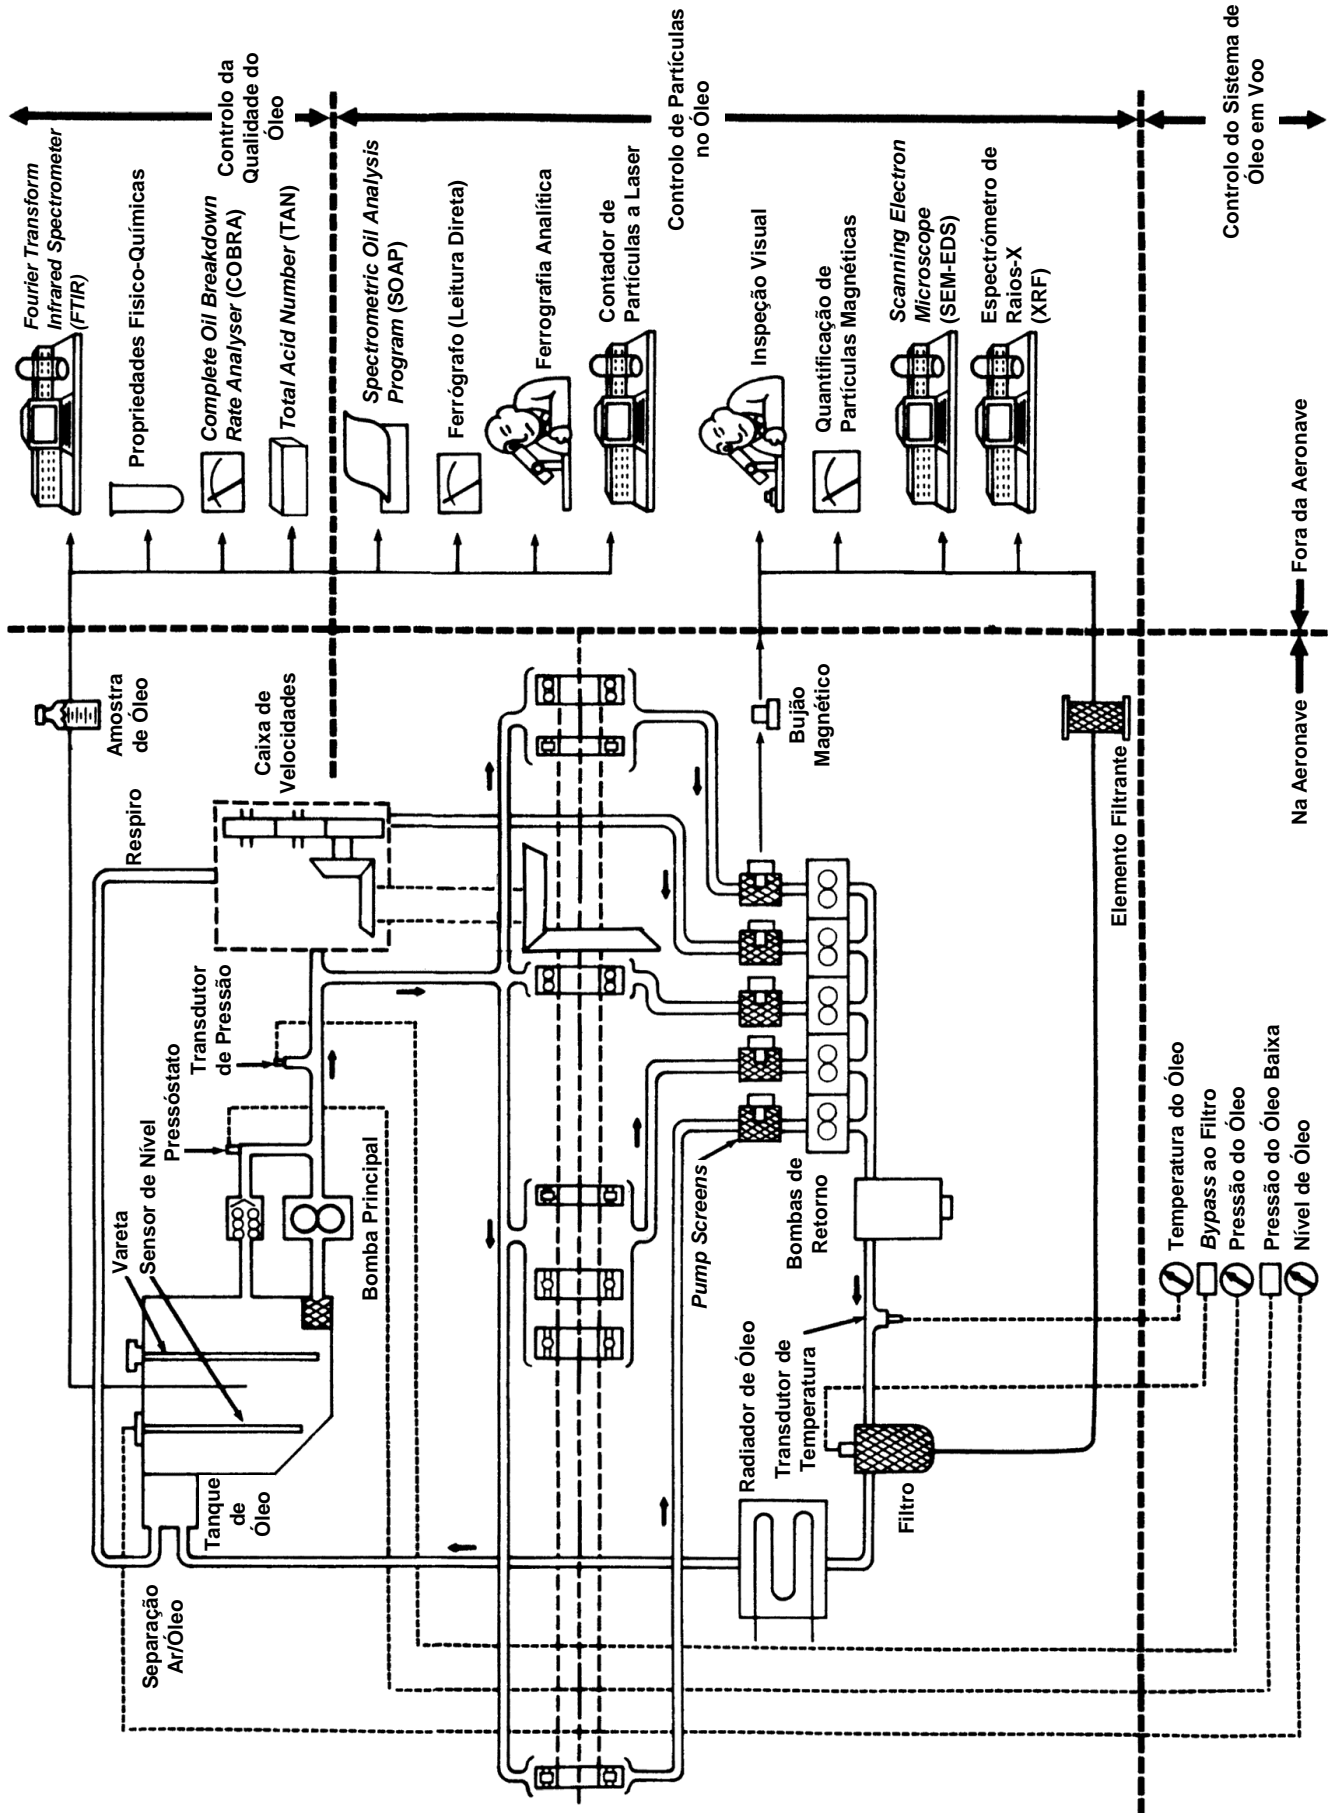 Fourier Transform
Infrared Spectrometer
(FTIR)
Propriedades Fisico-Químicas
Complete Oil Breakdown
Rate Analyser (COBRA)
Total Acid Number (TAN)
Controlo da
Qualidade do
Óleo
Spectrometric Oil Analysis
Program (SOAP)
Ferrógrafo (Leitura Direta)
Ferrografia Analítica
Contador de
Partículas a Laser
Controlo de Partículas
no Óleo
Inspeção Visual
Quantificação de
Partículas Magnéticas
Scanning Electron
Microscope
(SEM-EDS)
Espectrómetro de
Raios-X
(XRF)
Controlo do Sistema de
Óleo em Voo
Na Aeronave
Fora da Aeronave
Amostra
de Óleo
Respiro
Caixa de
Velocidades
Transdutor
de Pressão
Pressóstato
Sensor de Nível
Vareta
Bomba Principal
Tanque
de
Óleo
Separação
Ar/Óleo
Bujão
Magnético
Pump Screens
Bombas de
Retorno
Radiador de Óleo
Transdutor de
Temperatura
Filtro
Elemento Filtrante
Temperatura do Óleo
Bypass ao Filtro
Pressão do Óleo
Pressão do Óleo Baixa
Nível de Óleo